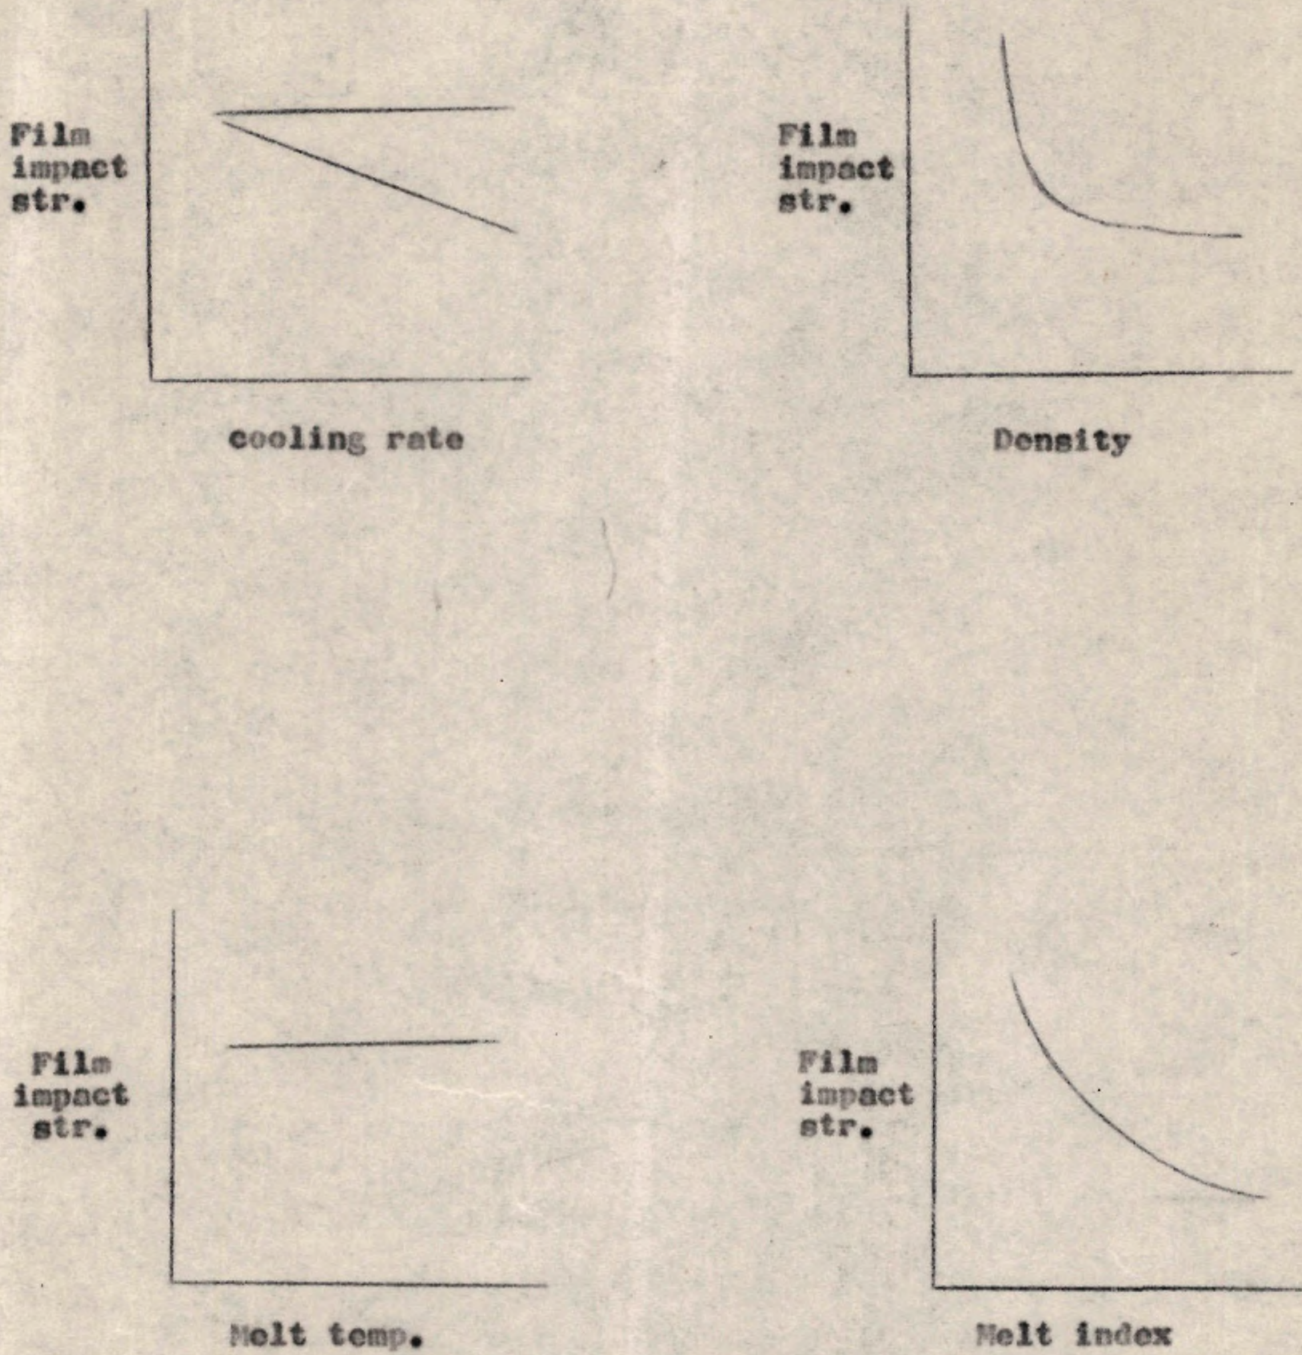 Film
impact
str.
cooling rate
Film
impact
str.
Density
Film
impact
str.
Melt temp.
Film
impact
str.
Melt index